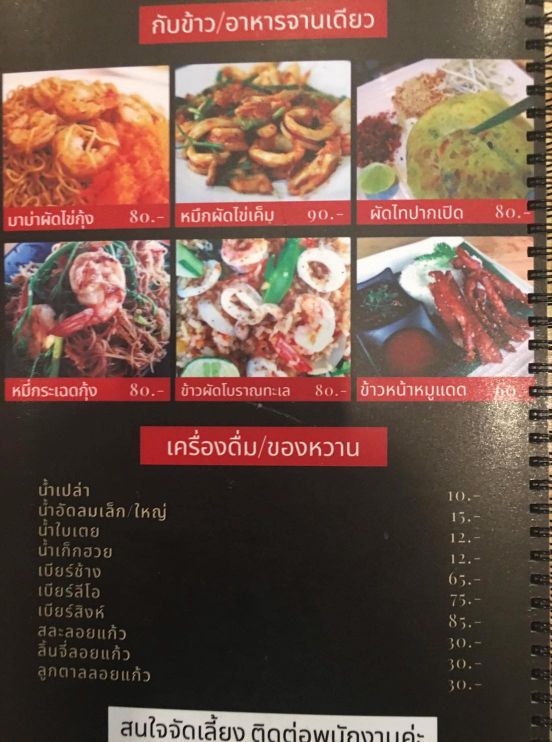 กับข้าว/อาหารจานเดียว
มาม่าผัดไข่กุ้ง 80.-
หมึกผัดไข่เค็ม 90.-
ผัดไทปากเปิด 80.-
หมี่กระเฉดกุ้ง 80.-
ข้าวผัดโบราณทะเล 80.-
ข้าวหน้าหมูแดด 60.-
เครื่องดื่ม/ของหวาน
น้ำเปล่า 10.-
น้ำอัดลมเล็ก/ใหญ่ 15.-
น้ำใบเตย 12.-
น้ำเก็กฮวย 12.-
เบียร์ช้าง 65.-
เบียร์ลีโอ 75.-
เบียร์สิงห์ 85.-
สละลอยแก้ว 30.-
ลิ้นจี่ลอยแก้ว 30.-
ลูกตาลลอยแก้ว 30.-
สนใจจัดเลี้ยง ติดต่อพนักงานค่ะ